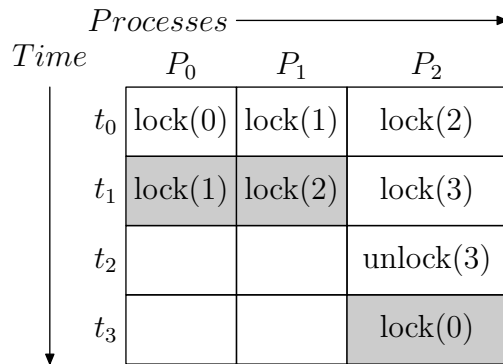 Processes
Time P₀ P₁ P₂
t₀ lock(0) lock(1) lock(2)
t₁ lock(1) lock(2) lock(3)
t₂ unlock(3)
t₃ lock(0)